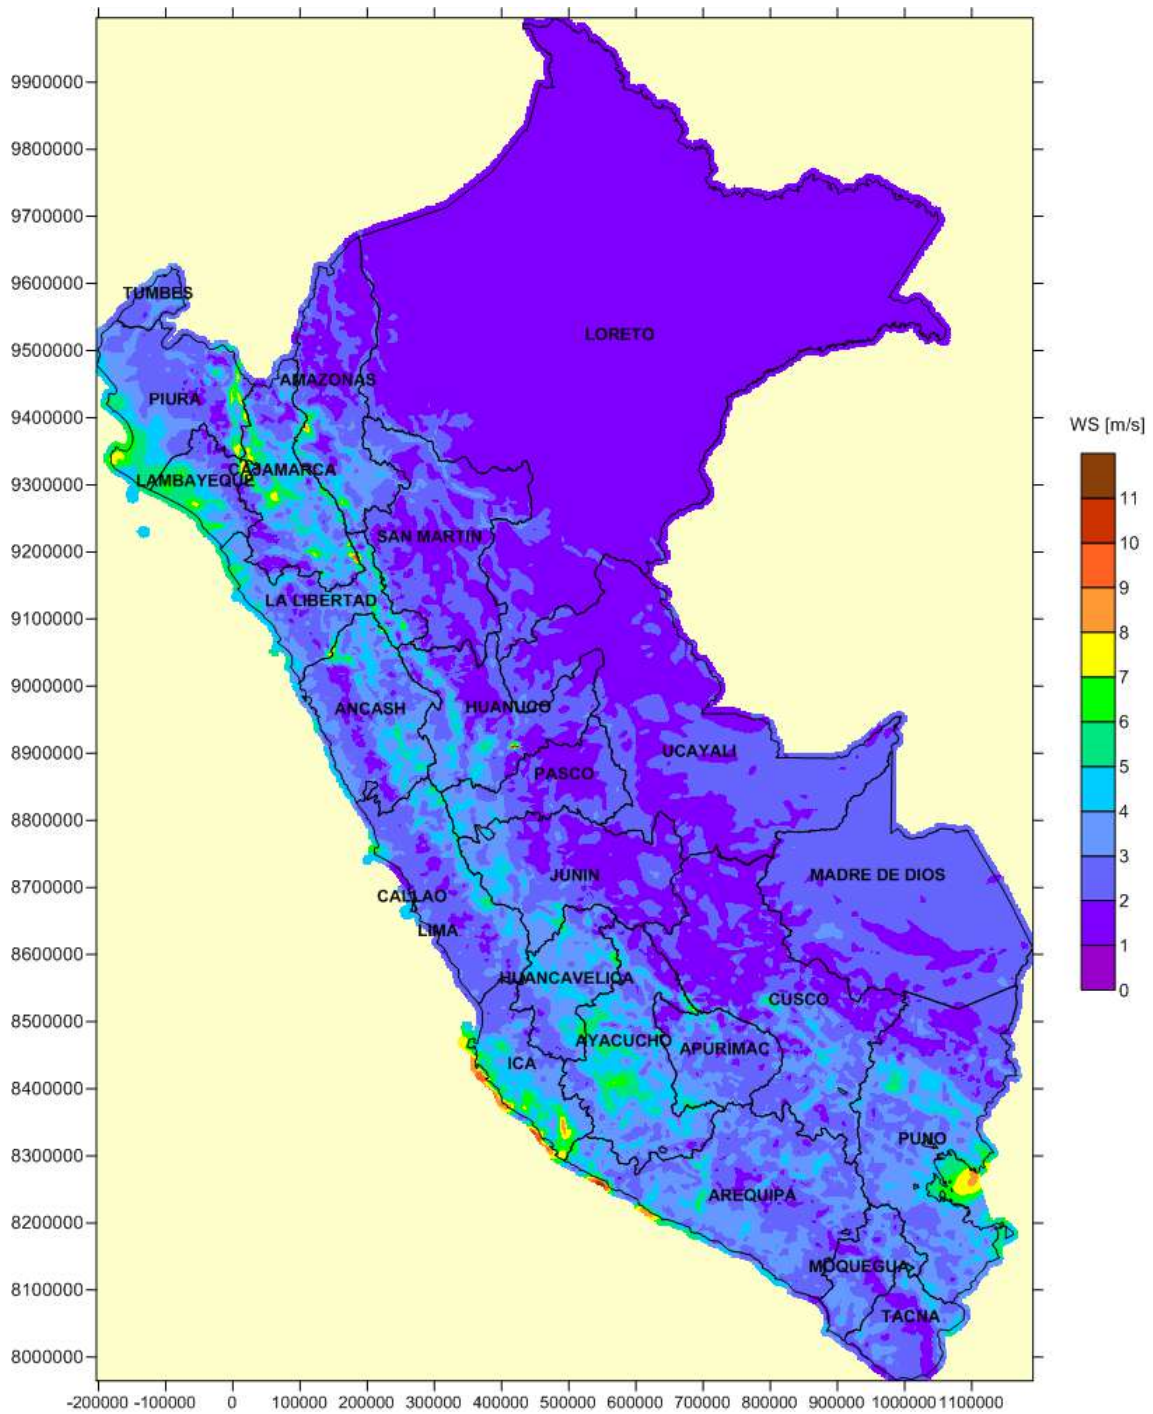 9900000
9800000
9700000
9600000
9500000
9400000
9300000
9200000
9100000
9000000
8900000
8800000
8700000
8600000
8500000
8400000
8300000
8200000
8100000
8000000
-200000 -100000 0 100000 200000 300000 400000 500000 600000 700000 800000 900000 1000000 1100000
TUMBES
LORETO
AMAZONAS
PIURA
CAJAMARCA
LAMBAYEQUE
SAN MARTIN
LA LIBERTAD
ANCASH
HUANUCO
UCAYALI
PASCO
JUNIN
MADRE DE DIOS
CALLAO
LIMA
HUANCAVELICA
CUSCO
AYACUCHO
APURIMAC
ICA
PUNO
AREQUIPA
MOQUEGUA
TACNA
WS [m/s]
11
10
9
8
7
6
5
4
3
2
1
0